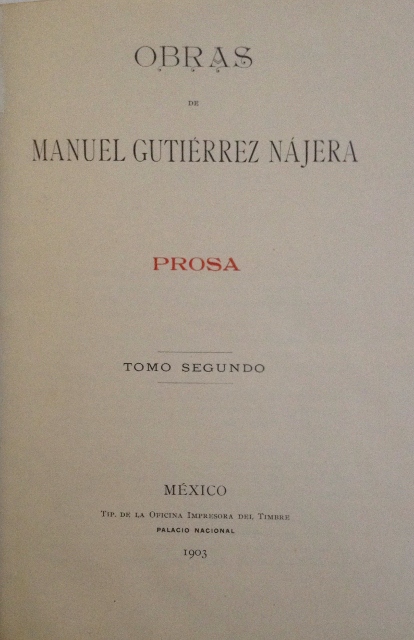 OBRAS
DE
MANUEL GUTIÉRREZ NÁJERA
PROSA
TOMO SEGUNDO
MÉXICO
TIP. DE LA OFICINA IMPRESORA DEL TIMBRE
PALACIO NACIONAL
1903